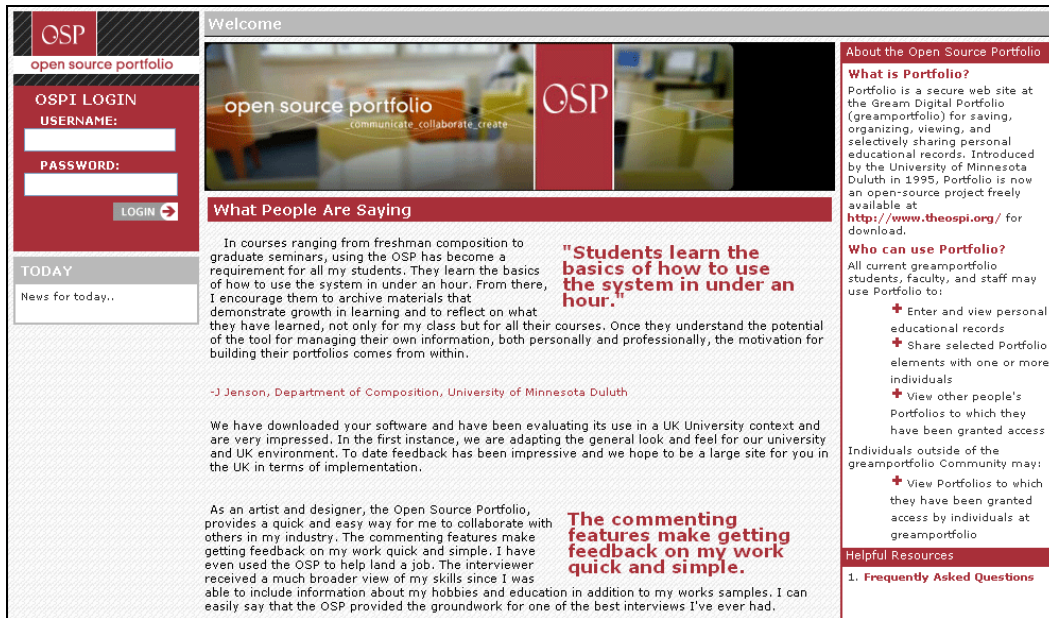 OSP
open source portfolio
OSPI LOGIN
USERNAME:
PASSWORD:
LOGIN
TODAY
News for today..
Welcome
open source portfolio
_communicate_collaborate_create
OSP
What People Are Saying
In courses ranging from freshman composition to
graduate seminars, using the OSP has become a
requirement for all my students. They learn the basics
of how to use the system in under an hour. From there,
I encourage them to archive materials that
demonstrate growth in learning and to reflect on what
they have learned, not only for my class but for all their courses. Once they understand the potential
of the tool for managing their own information, both personally and professionally, the motivation for
building their portfolios comes from within.
"Students learn the
basics of how to use
the system in under an
hour."
-J Jenson, Department of Composition, University of Minnesota Duluth
We have downloaded your software and have been evaluating its use in a UK University context and
are very impressed. In the first instance, we are adapting the general look and feel for our university
and UK environment. To date feedback has been impressive and we hope to be a large site for you in
the UK in terms of implementation.
As an artist and designer, the Open Source Portfolio,
provides a quick and easy way for me to collaborate with
others in my industry. The commenting features make
getting feedback on my work quick and simple. I have
even used the OSP to help land a job. The interviewer
received a much broader view of my skills since I was
able to include information about my hobbies and education in addition to my works samples. I can
easily say that the OSP provided the groundwork for one of the best interviews I've ever had.
The commenting
features make getting
feedback on my work
quick and simple.
About the Open Source Portfolio
What is Portfolio?
Portfolio is a secure web site at
the Gream Digital Portfolio
(greamportfolio) for saving,
organizing, viewing, and
selectively sharing personal
educational records. Introduced
by the University of Minnesota
Duluth in 1995, Portfolio is now
an open-source project freely
available at
http://www.theospi.org/ for
download.
Who can use Portfolio?
All current greamportfolio
students, faculty, and staff may
use Portfolio to:
Enter and view personal
educational records
Share selected Portfolio
elements with one or more
individuals
View other people's
Portfolios to which they
have been granted access
Individuals outside of the
greamportfolio Community may:
View Portfolios to which
they have been granted
access by individuals at
greamportfolio
Helpful Resources
1. Frequently Asked Questions